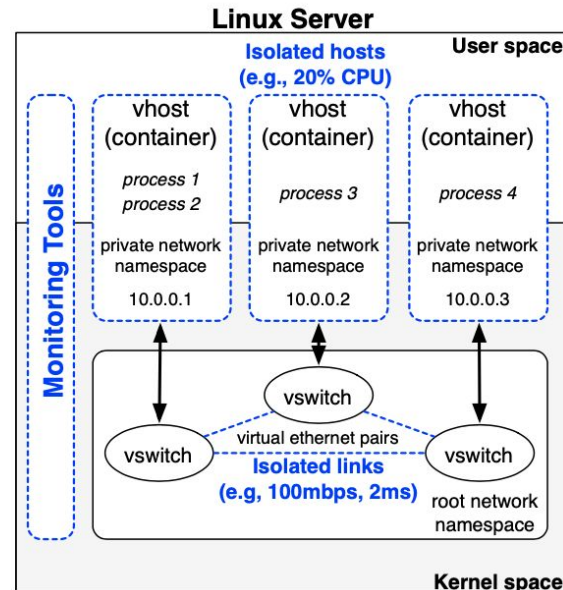 Linux Server
User space
Isolated hosts
(e.g., 20% CPU)
Monitoring Tools
vhost
(container)
process 1
process 2
private network
namespace
10.0.0.1
vhost
(container)
process 3
private network
namespace
10.0.0.2
vhost
(container)
process 4
private network
namespace
10.0.0.3
vswitch
vswitch
vswitch
virtual ethernet pairs
Isolated links
(e.g, 100mbps, 2ms)
root network
namespace
Kernel space